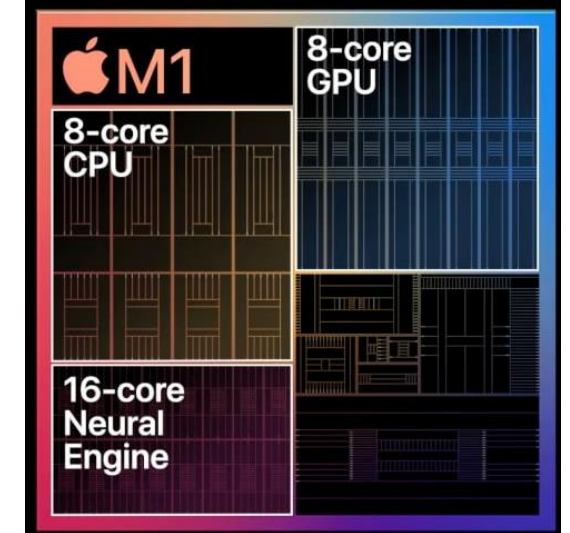 M1
8-core
GPU
8-core
CPU
16-core
Neural
Engine